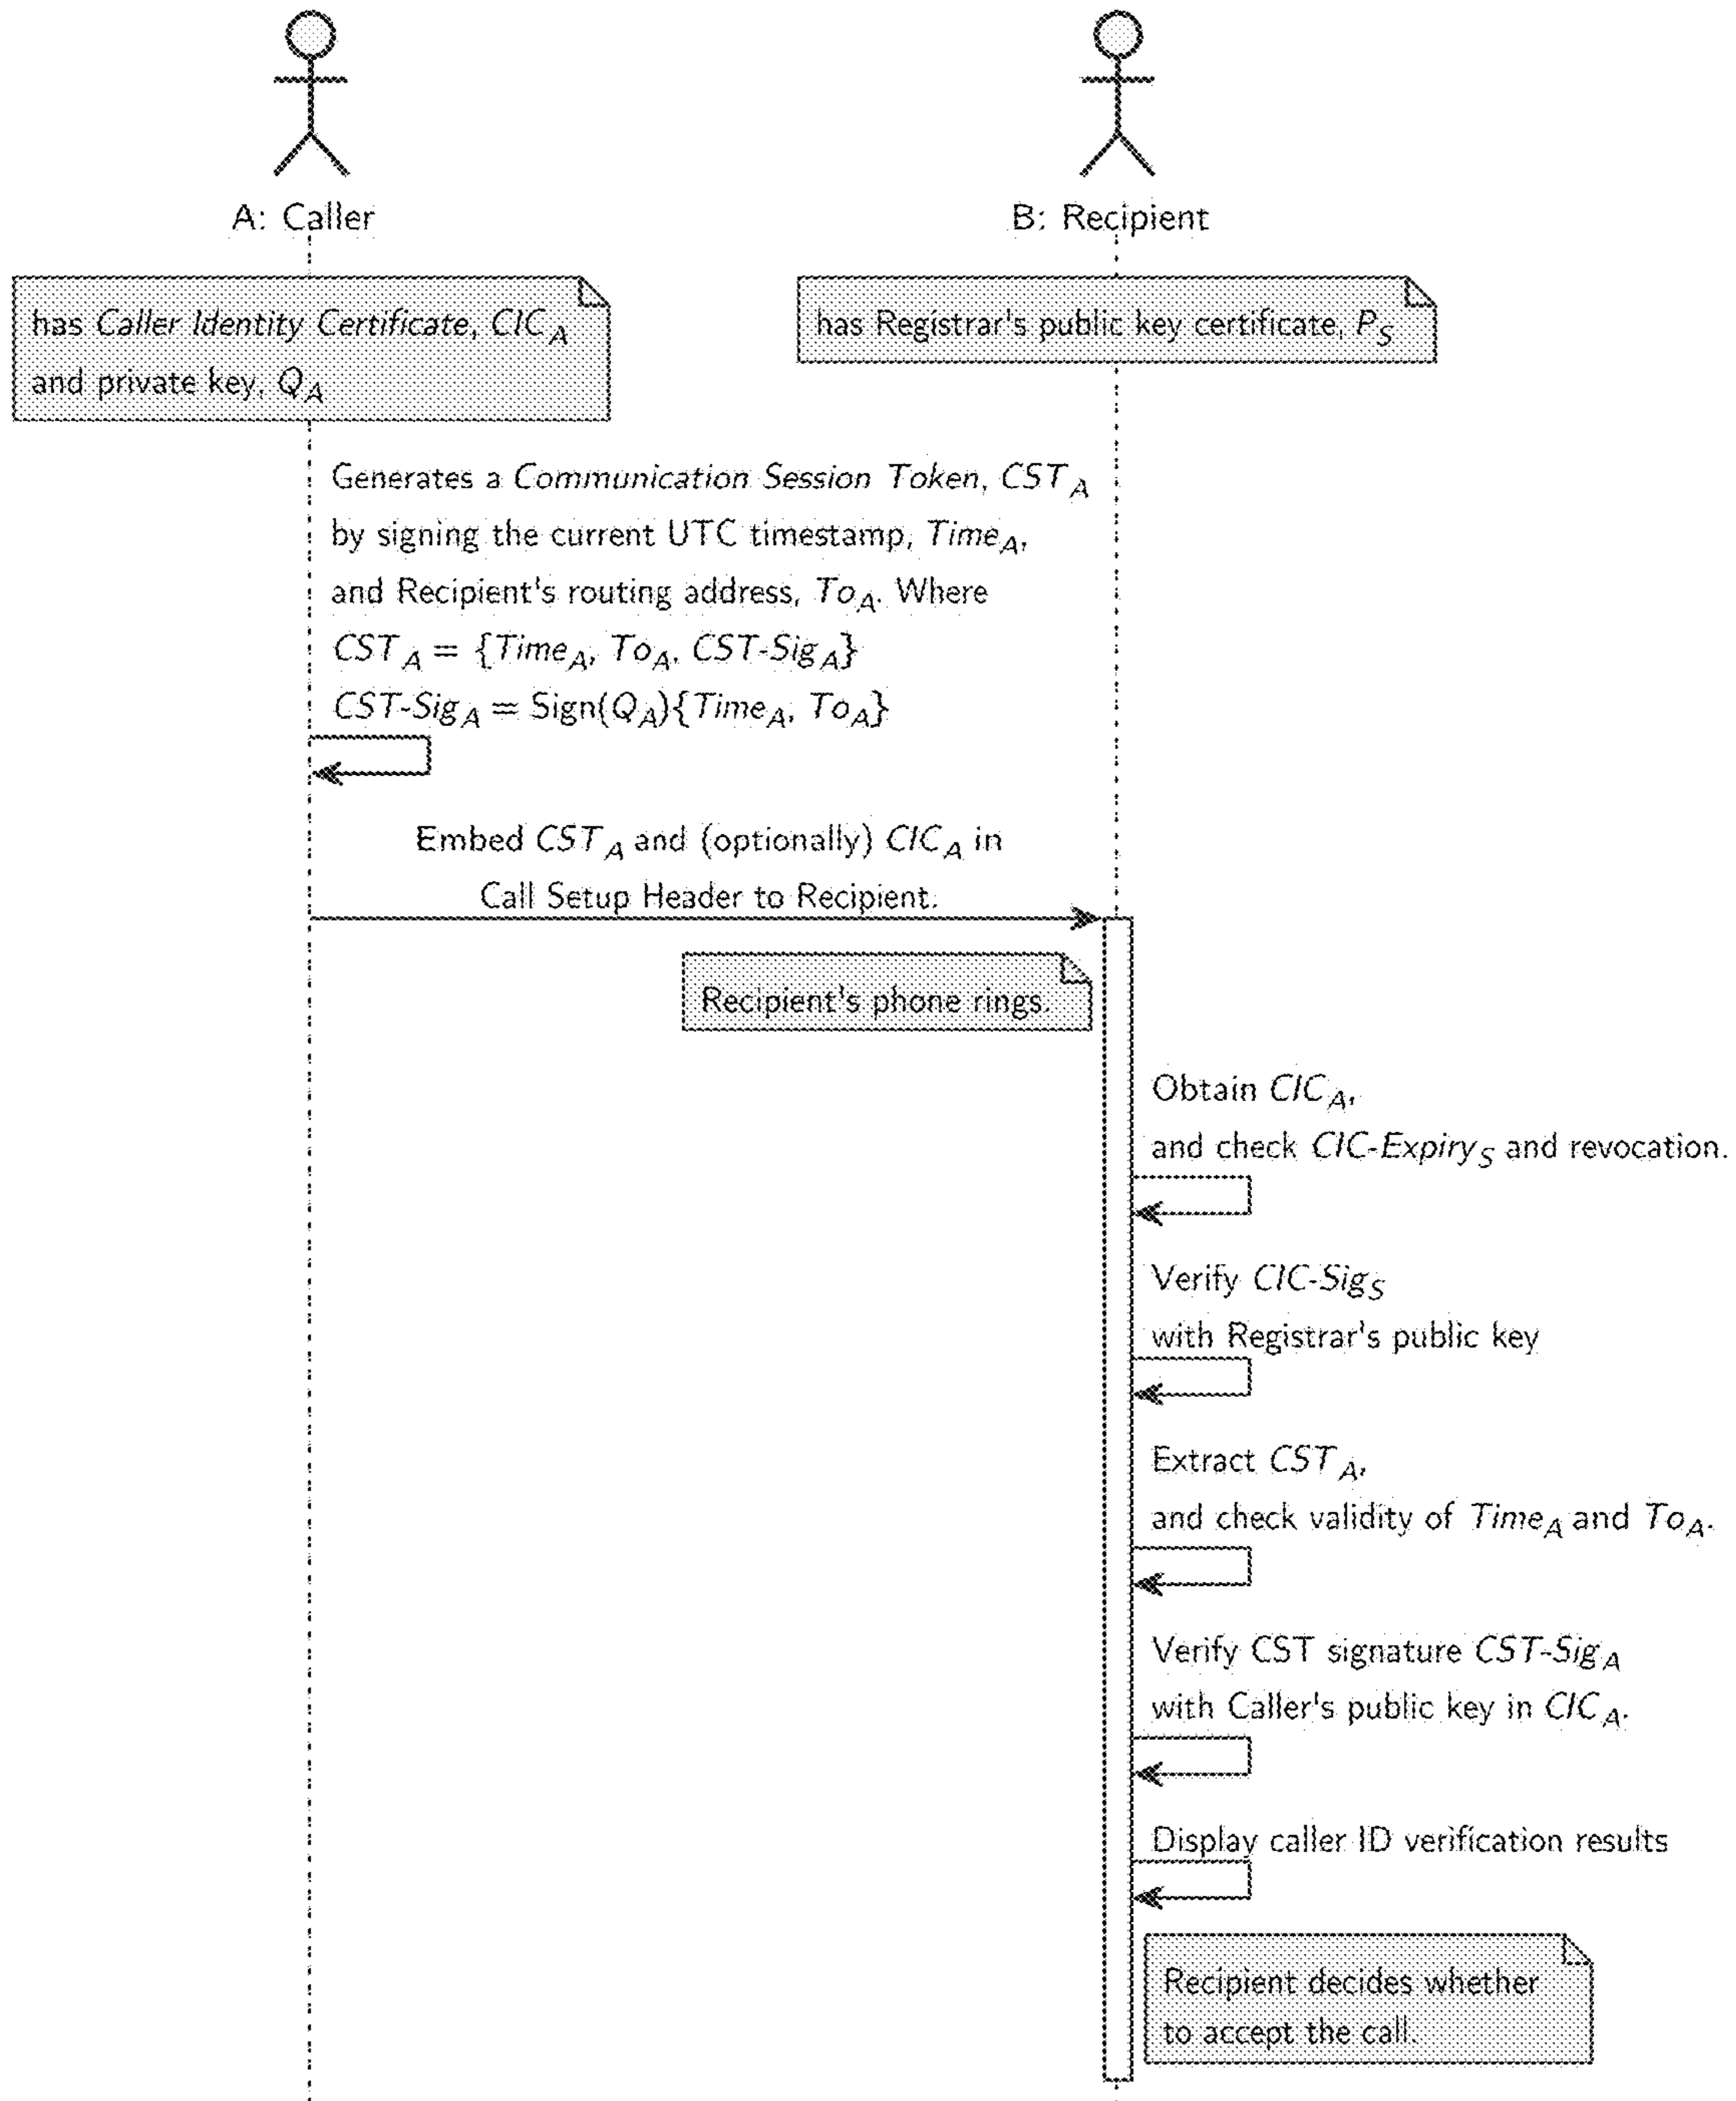 A: Caller
B: Recipient
has Caller Identity Certificate, CIC_A
and private key, Q_A
has Registrar's public key certificate, P_S
Generates a Communication Session Token, CST_A
by signing the current UTC timestamp, Time_A,
and Recipient's routing address, To_A. Where
CST_A = {Time_A, To_A, CST-Sig_A}
CST-Sig_A = Sign(Q_A){Time_A, To_A}
Embed CST_A and (optionally) CIC_A in
Call Setup Header to Recipient.
Recipient's phone rings.
Obtain CIC_A,
and check CIC-Expiry_S and revocation.
Verify CIC-Sig_S
with Registrar's public key
Extract CST_A,
and check validity of Time_A and To_A.
Verify CST signature CST-Sig_A
with Caller's public key in CIC_A.
Display caller ID verification results
Recipient decides whether
to accept the call.